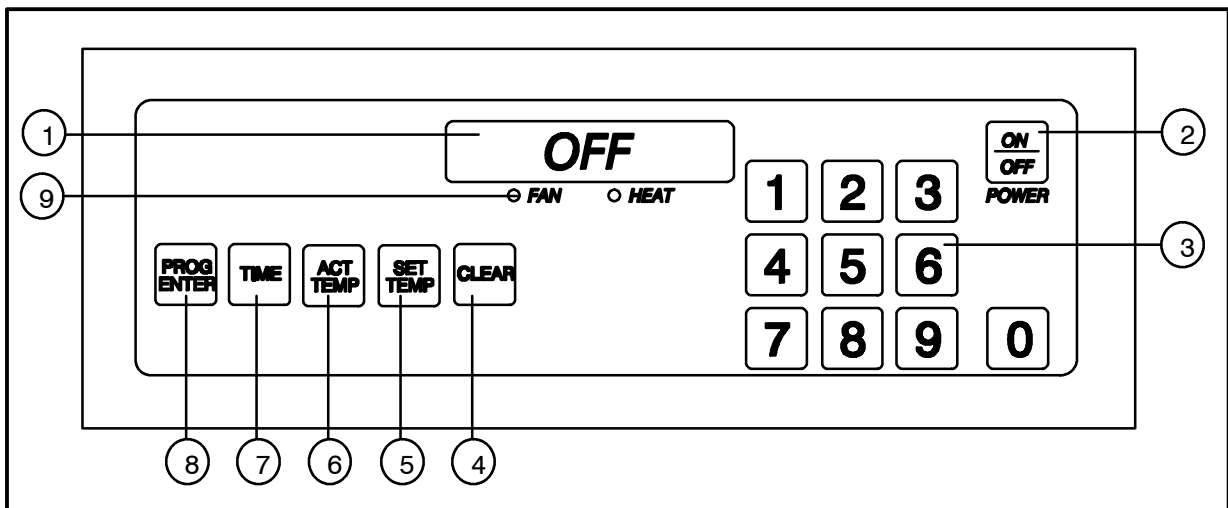 1
OFF
2
ON
OFF
POWER
9
FAN
HEAT
1 2 3
3
PROG
ENTER
TIME
ACT
TEMP
SET
TEMP
CLEAR
4 5 6
7 8 9 0
8
7
6
5
4